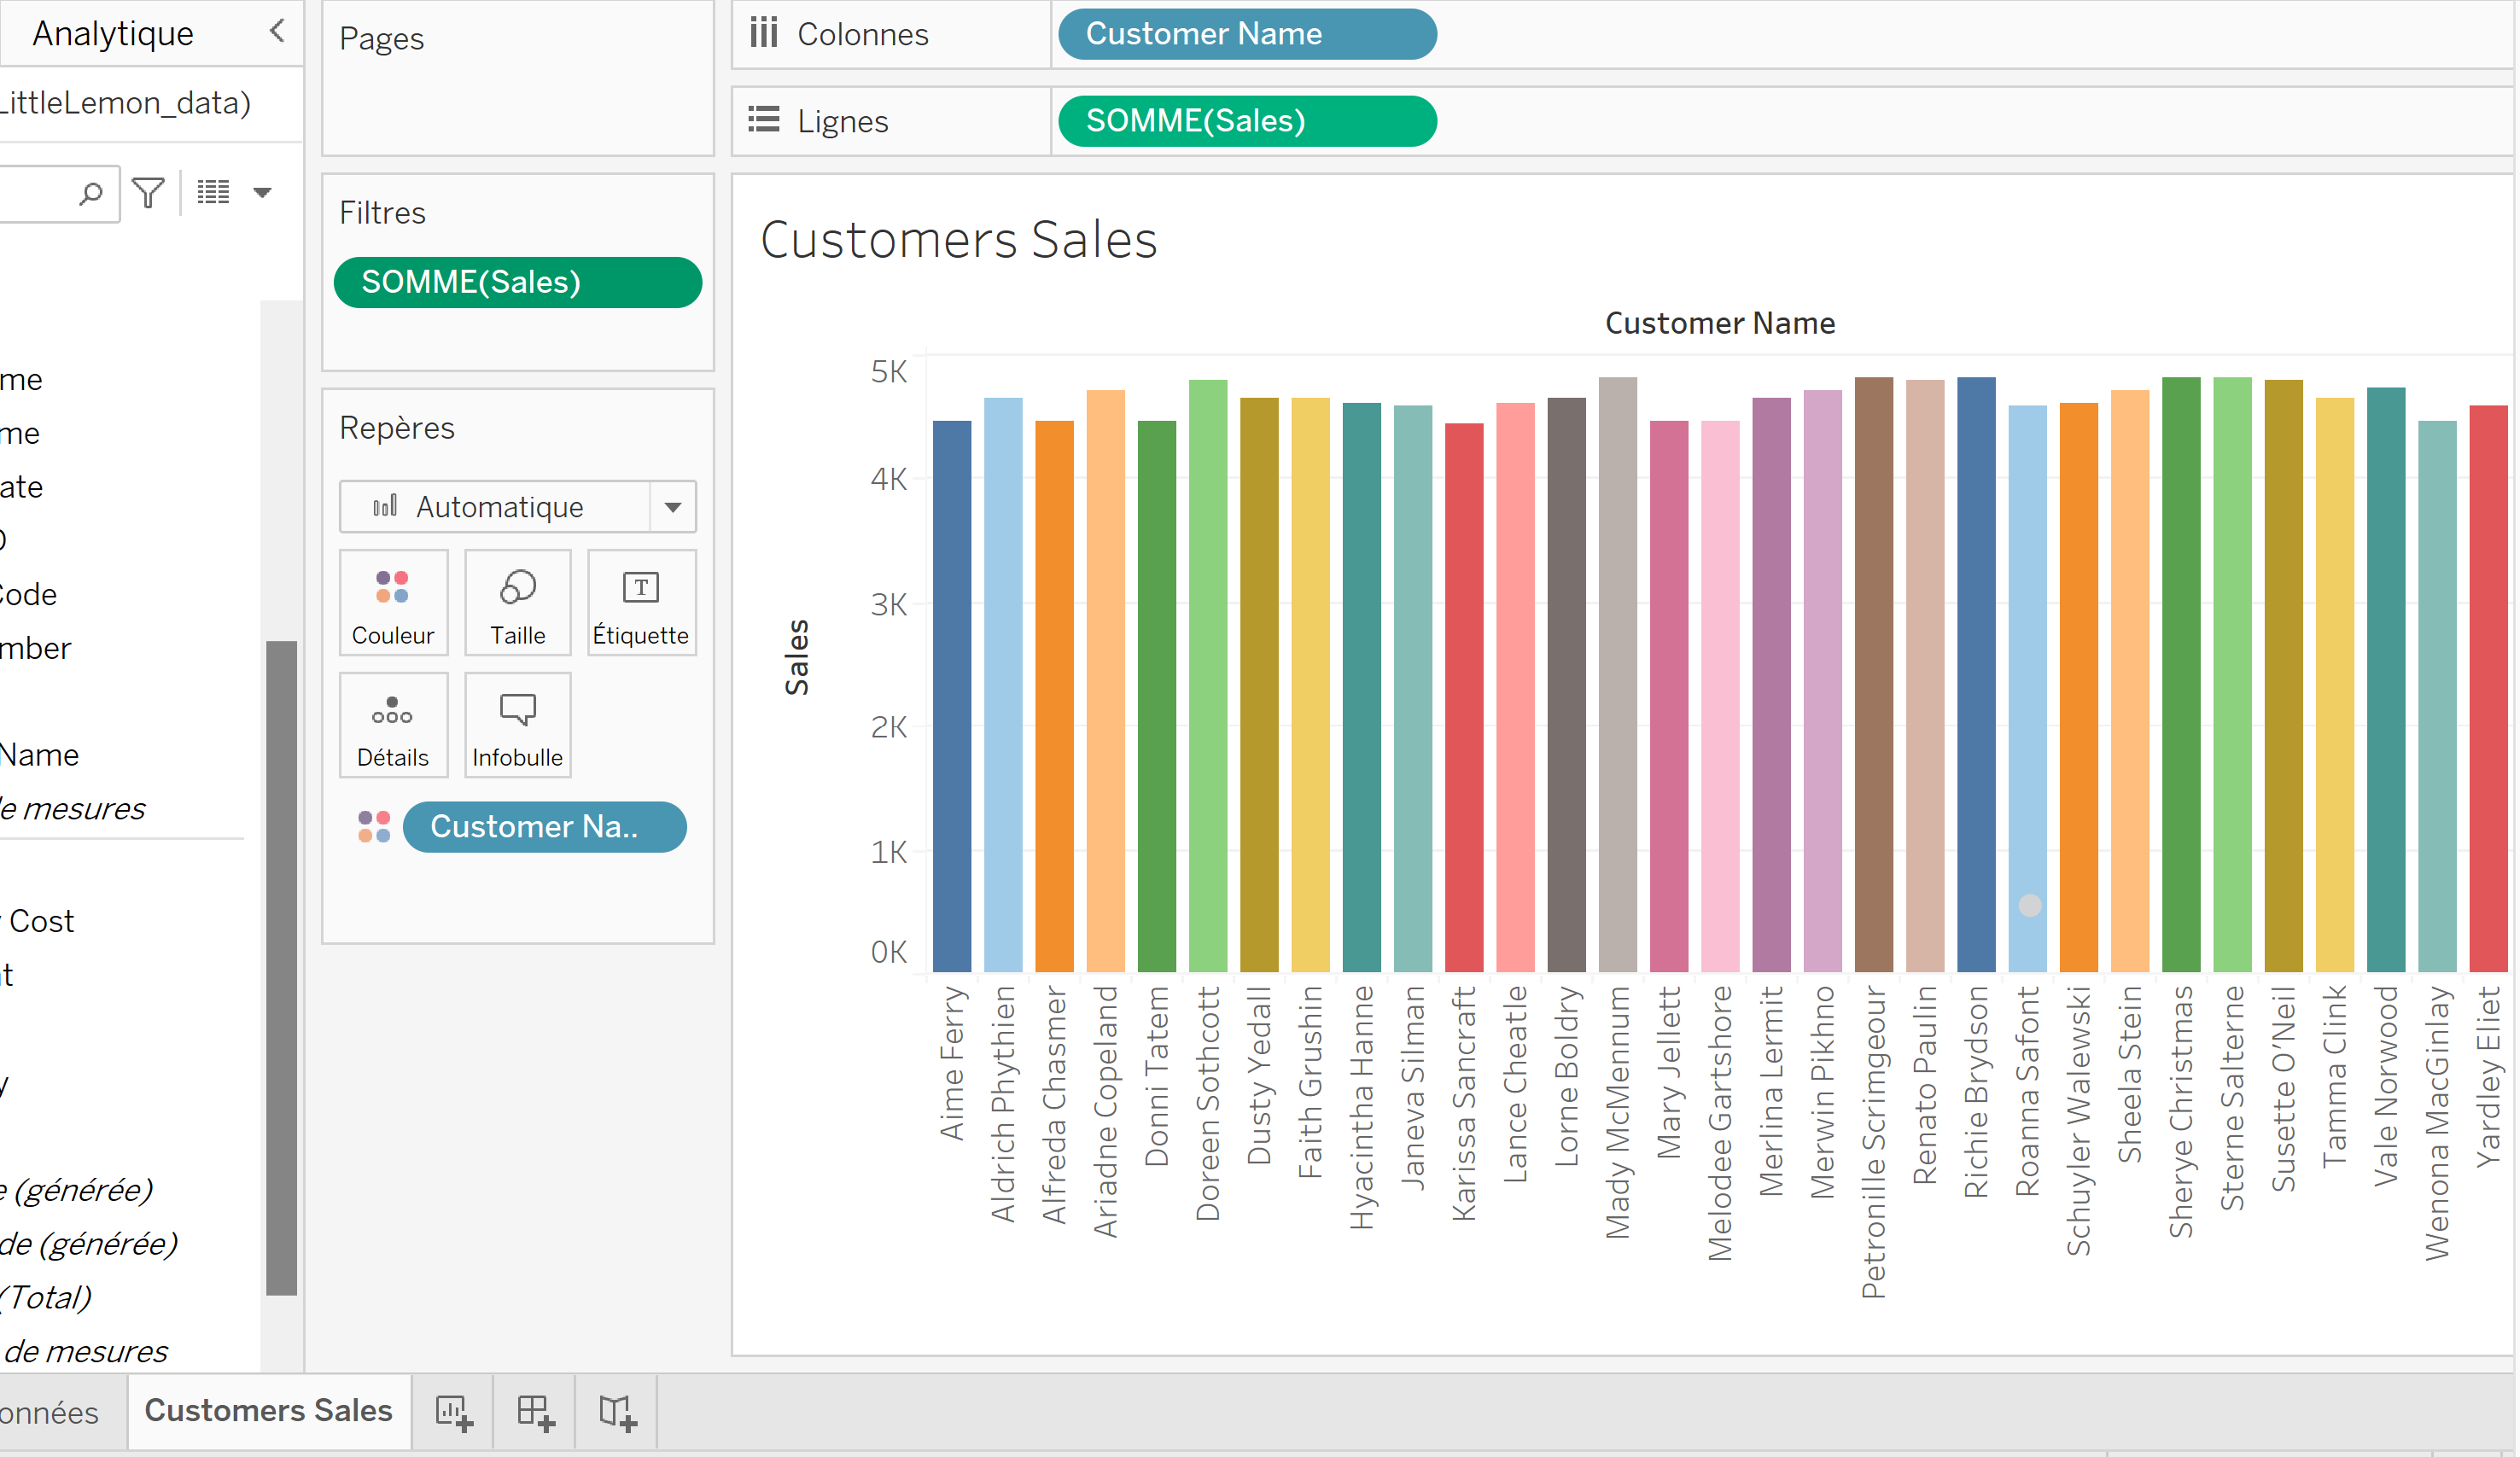 Analytique
LittleLemon_data)
me
me
ate
Code
mber
Name
de mesures
Cost
t
y
e (générée)
de (générée)
(Total)
de mesures
Pages
Filtres
SOMME(Sales)
Repères
Automatique
Couleur
Taille
T
Étiquette
Détails
Infobulle
Customer Na..
Colonnes
Customer Name
Lignes
SOMME(Sales)
Customers Sales
Customer Name
Sales
5K
4K
3K
2K
1K
0K
Aime Ferry
Aldrich Phythien
Alfreda Chasmer
Ariadne Copeland
Donni Tatem
Doreen Sothcott
Dusty Yedall
Faith Grushin
Hyacintha Hanne
Janeva Silman
Karissa Sancraft
Lance Cheatle
Lorne Boldry
Mady McMennum
Mary Jellett
Melodee Gartshore
Merlina Lermit
Merwin Pikhno
Petronille Scrimgeour
Renato Paulin
Richie Brydson
Roanna Safont
Schuyler Walewski
Sheela Stein
Sherye Christmas
Sterne Salterne
Susette O'Neil
Tamma Clink
Vale Norwood
Wenona MacGinlay
Yardley Eliet
onnées
Customers Sales